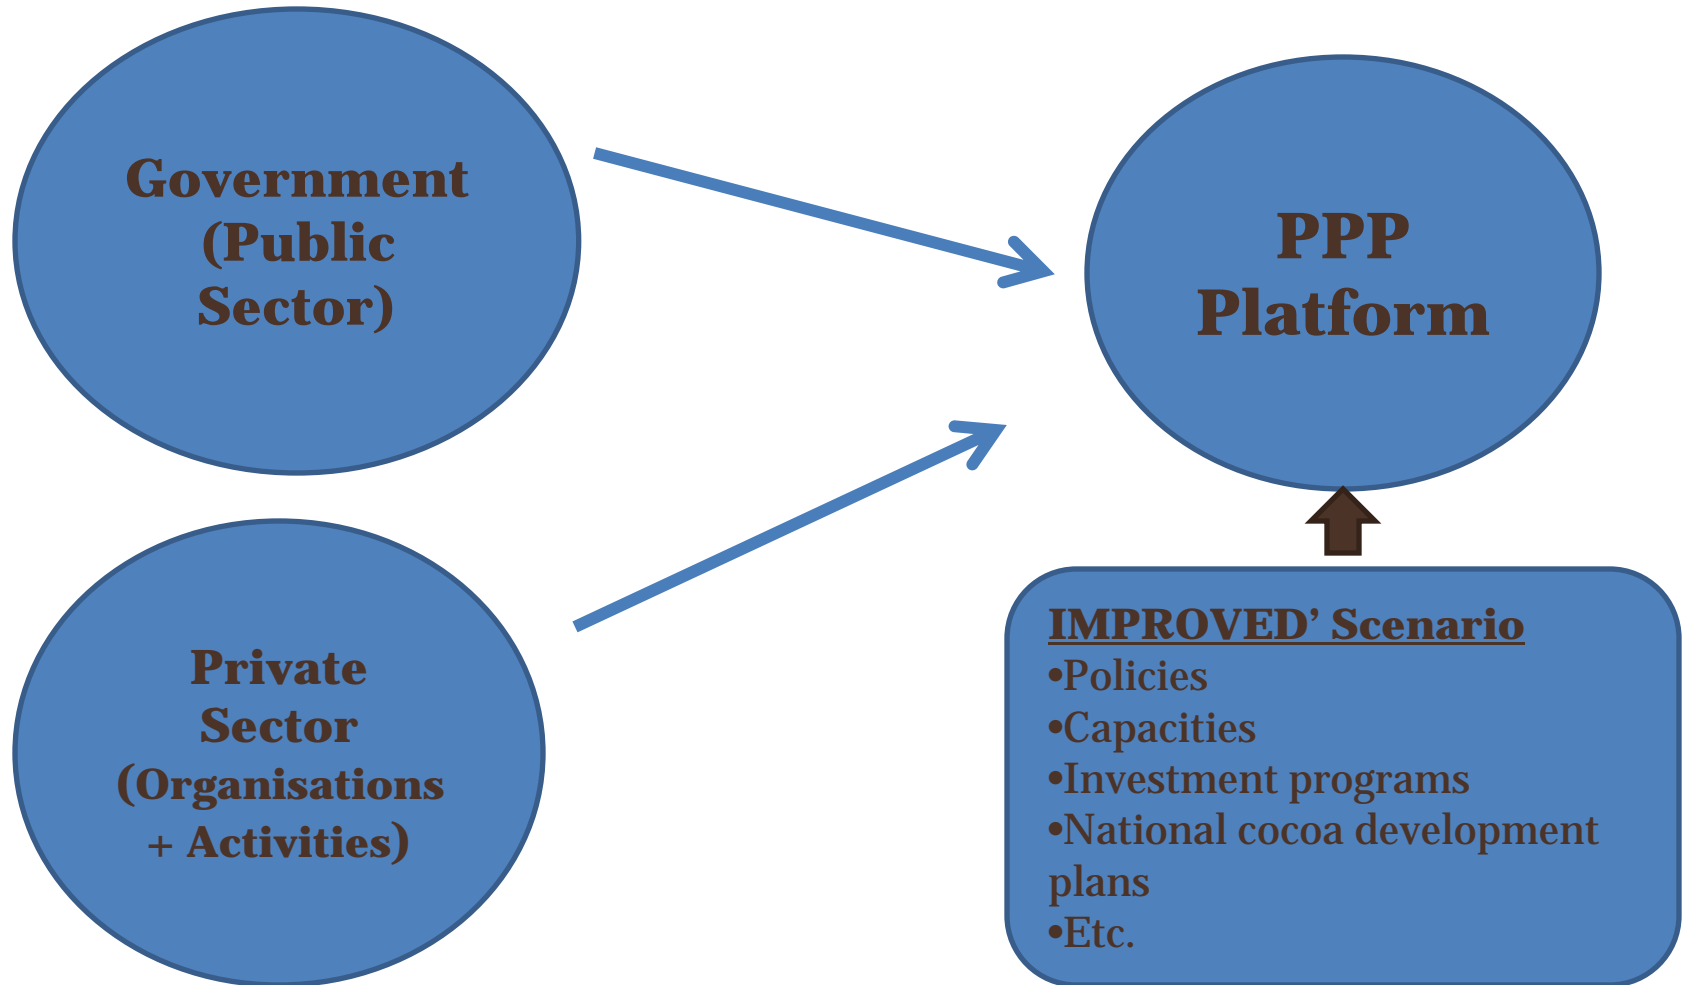 Government
(Public
Sector)
PPP
Platform
Private
Sector
(Organisations
+ Activities)
IMPROVED’ Scenario
•Policies
•Capacities
•Investment programs
•National cocoa development
plans
•Etc.